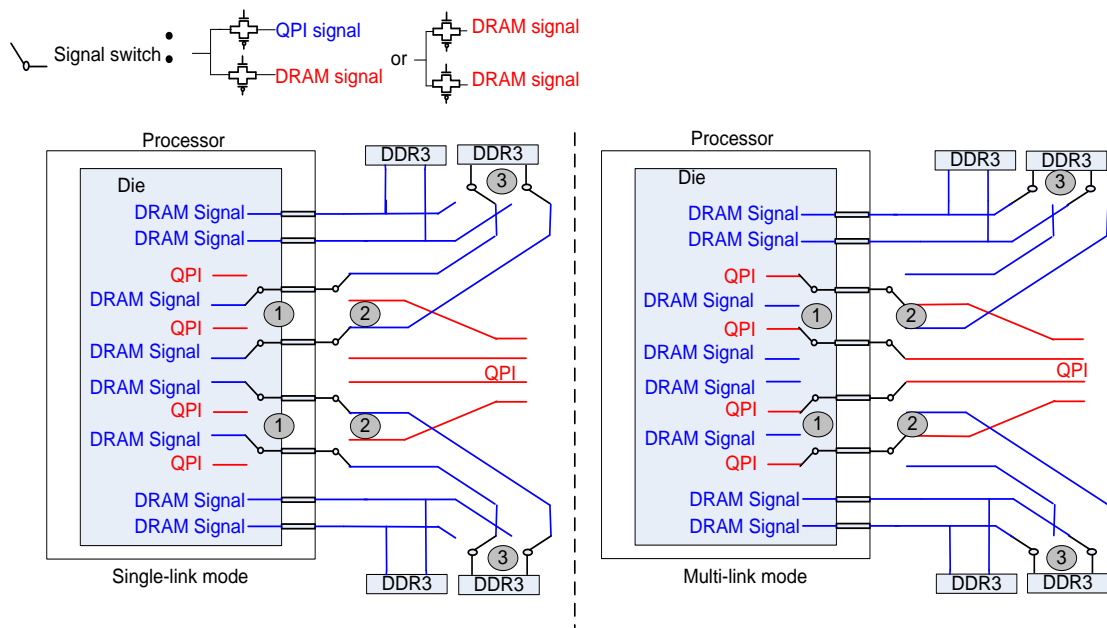 Signal switch :
QPI signal
DRAM signal
or
DRAM signal
DRAM signal
Processor
DDR3
DDR3
3
Die
DRAM Signal
DRAM Signal
QPI
DRAM Signal
1
2
QPI
DRAM Signal
QPI
DRAM Signal
QPI
1
2
DRAM Signal
QPI
DRAM Signal
DRAM Signal
3
DDR3
DDR3
Single-link mode
Processor
DDR3
DDR3
3
Die
DRAM Signal
DRAM Signal
QPI
DRAM Signal
1
2
QPI
DRAM Signal
QPI
DRAM Signal
QPI
1
2
DRAM Signal
QPI
DRAM Signal
DRAM Signal
3
DDR3
DDR3
Multi-link mode